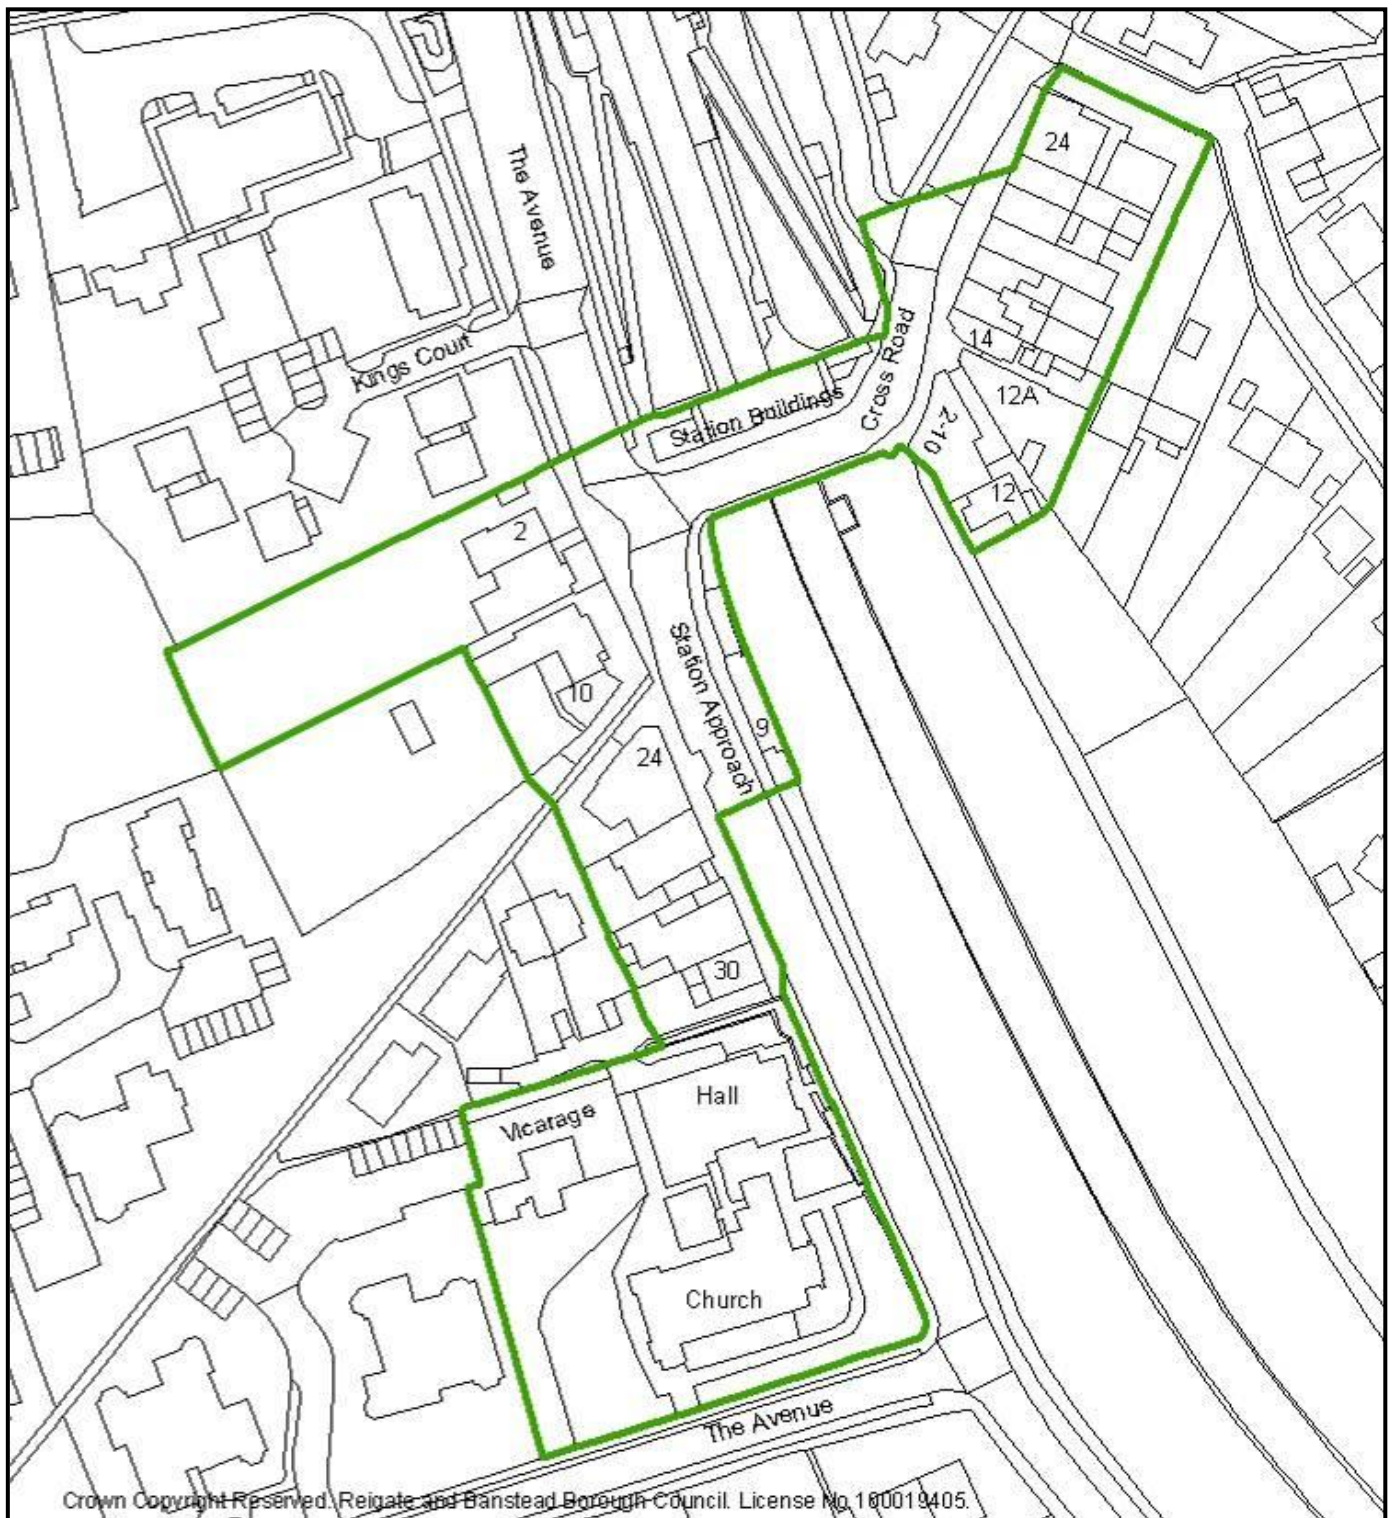 24
The Avenue
Kings Court
Cross Road
14
12A
Station Buildings
2-10
12
2
Station Approach
10
9
24
30
Hall
Vicarage
Church
The Avenue
Crown Copyright Reserved. Reigate and Banstead Borough Council. License No.100019405.